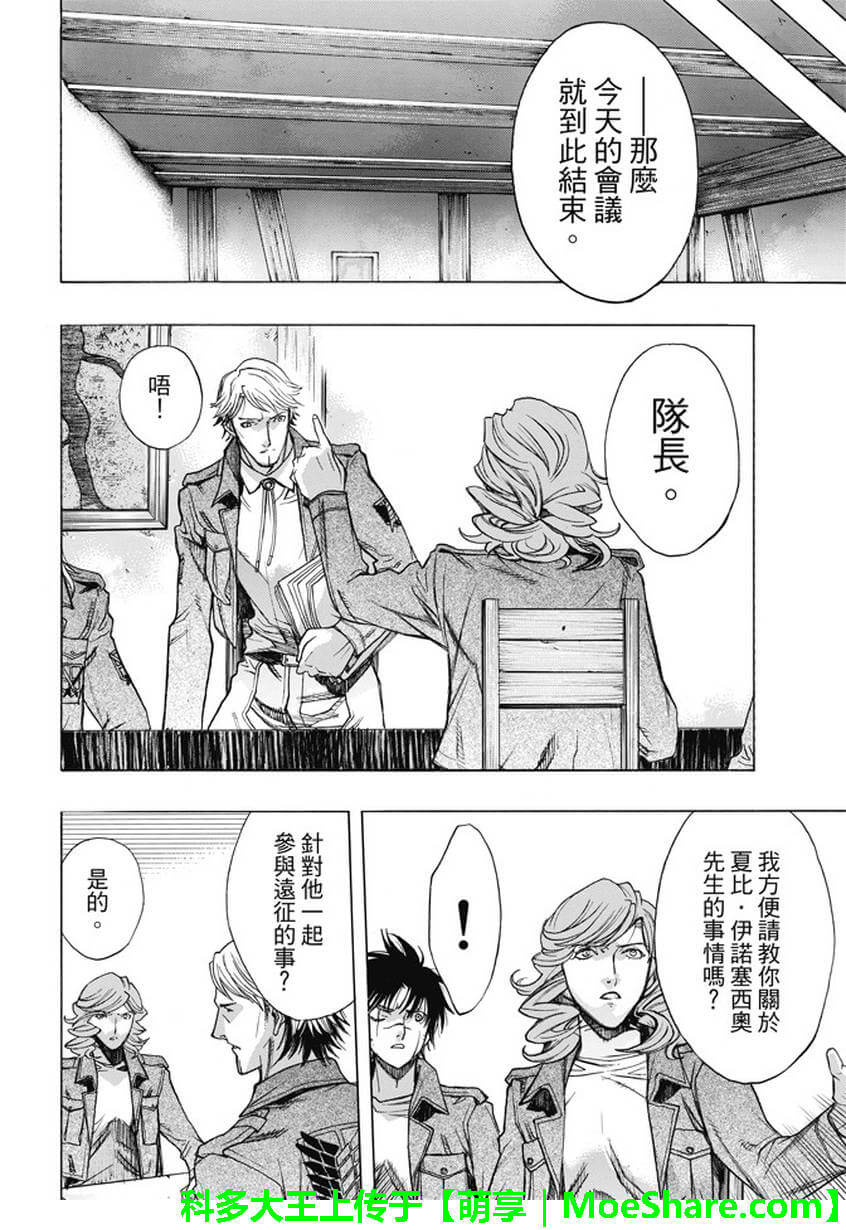 ——那麼
今天的會議
就到此結束。
隊長。
唔！
我方便請教你關於
夏比·伊諾塞西奧
先生的事情嗎？
！
針對他一起
參與遠征的事？
是的。
科多大王上传于【萌享|MoeShare.com】